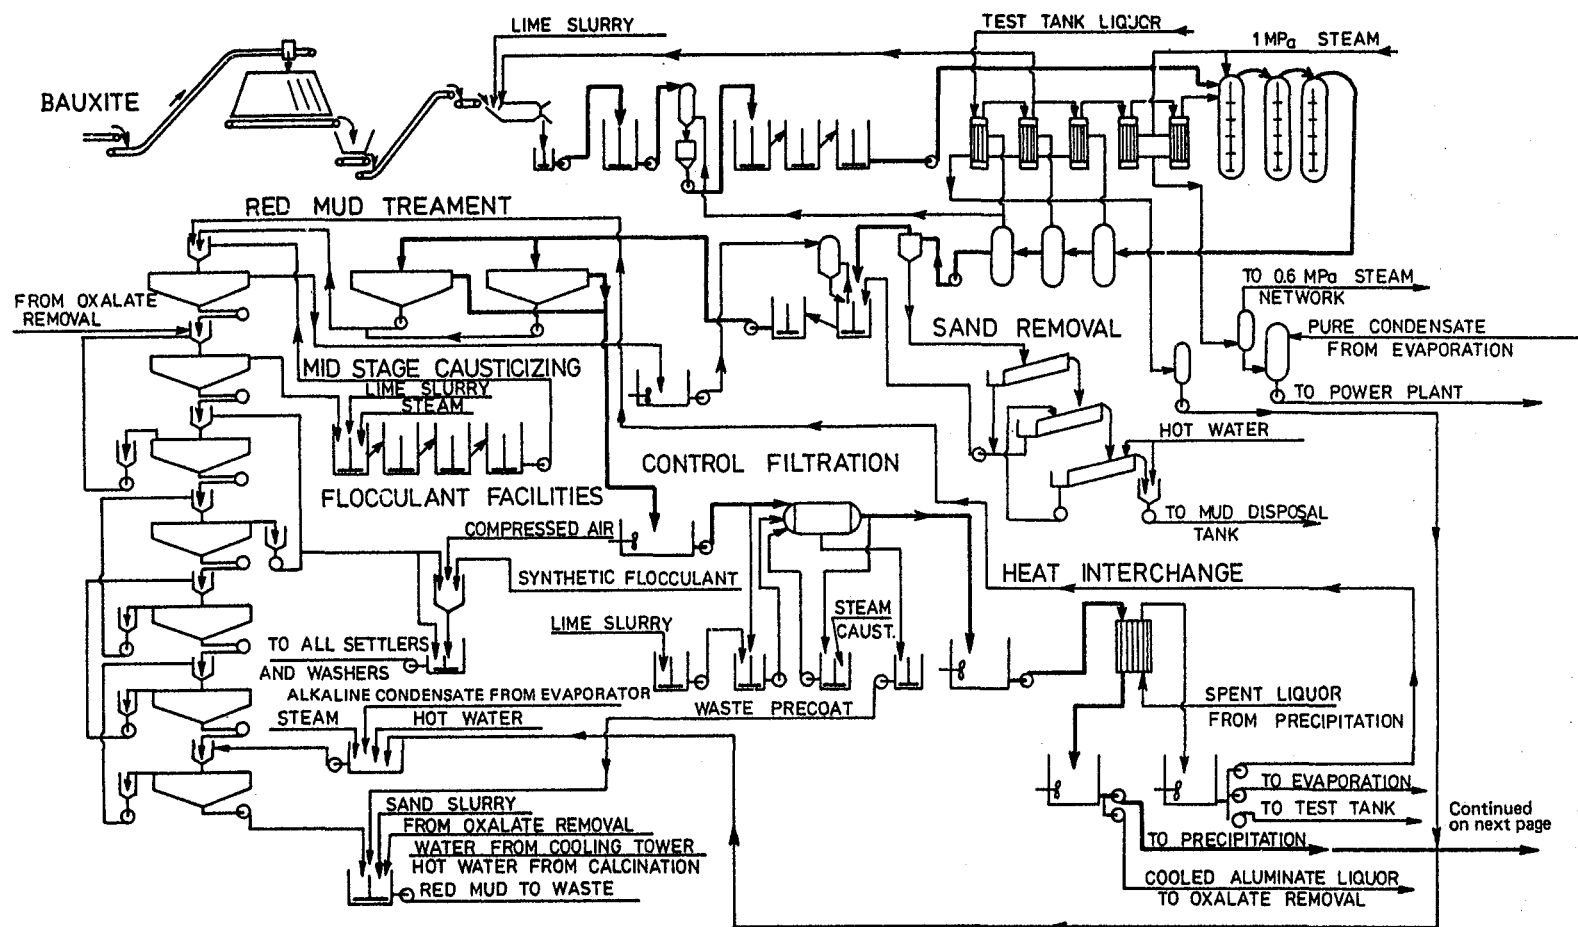 LIME SLURRY
TEST TANK LIQUOR
1 MPa STEAM
BAUXITE
RED MUD TREAMENT
TO 0.6 MPa STEAM
NETWORK
FROM OXALATE
REMOVAL
SAND REMOVAL
PURE CONDENSATE
FROM EVAPORATION
MID STAGE CAUSTICIZING
LIME SLURRY
STEAM
TO POWER PLANT
HOT WATER
CONTROL FILTRATION
FLOCCULANT FACILITIES
TO MUD DISPOSAL
TANK
COMPRESSED AIR
SYNTHETIC FLOCCULANT
HEAT INTERCHANGE
LIME SLURRY
STEAM
CAUST.
TO ALL SETTLERS
AND WASHERS
ALKALINE CONDENSATE FROM EVAPORATOR
STEAM
HOT WATER
WASTE PRECOAT
SPENT LIQUOR
FROM PRECIPITATION
TO EVAPORATION
TO TEST TANK
SAND SLURRY
FROM OXALATE REMOVAL
WATER FROM COOLING TOWER
HOT WATER FROM CALCINATION
RED MUD TO WASTE
TO PRECIPITATION
Continued
on next page
COOLED ALUMINATE LIQUOR
TO OXALATE REMOVAL